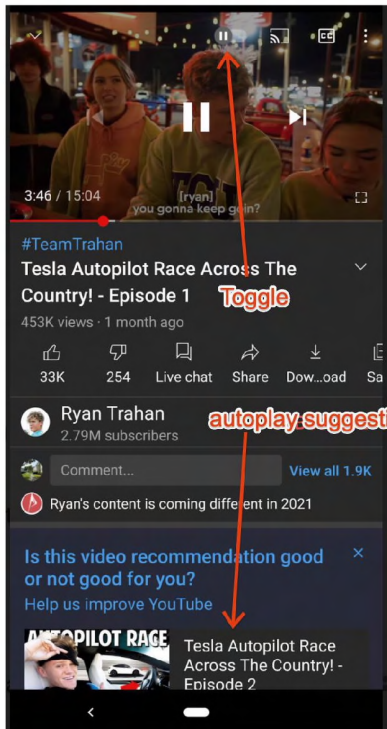 CC
3:46 / 15:04
[ryan]
you gonna keep goin?
#TeamTrahan
Tesla Autopilot Race Across The
Country! - Episode 1
Toggle
453K views · 1 month ago
33K
254
Live chat
Share
Dow...oad
Sa
Ryan Trahan
autoplay suggesti
2.79M subscribers
Comment...
View all 1.9K
Ryan's content is coming different in 2021
Is this video recommendation good
or not good for you?
Help us improve YouTube
AUTOPILOT RACE
Tesla Autopilot Race
Across The Country! -
Episode 2